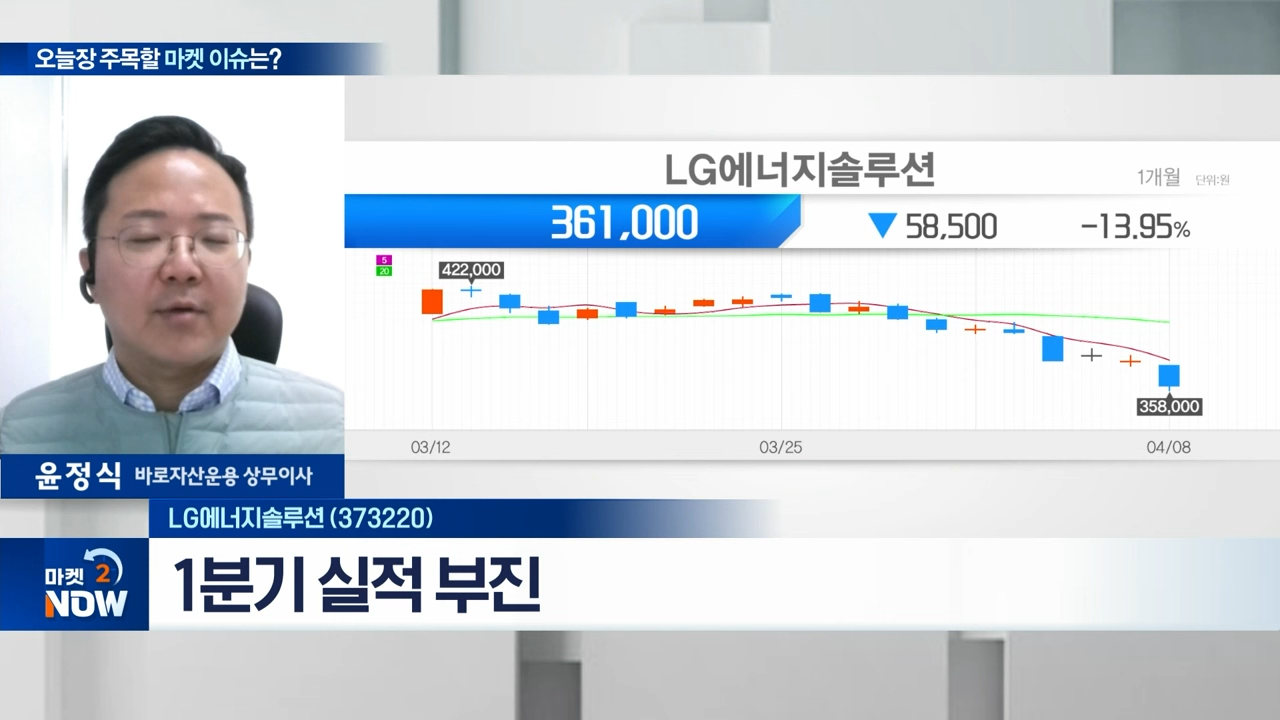 오늘장 주목할 마켓 이슈는?
LG에너지솔루션
1개월 단위:원
361,000 ▼ 58,500 -13.95%
5
20
422,000
358,000
03/12 03/25 04/08
윤정식 바로자산운용 상무이사
LG에너지솔루션 (373220)
마켓 2
NOW
1분기 실적 부진